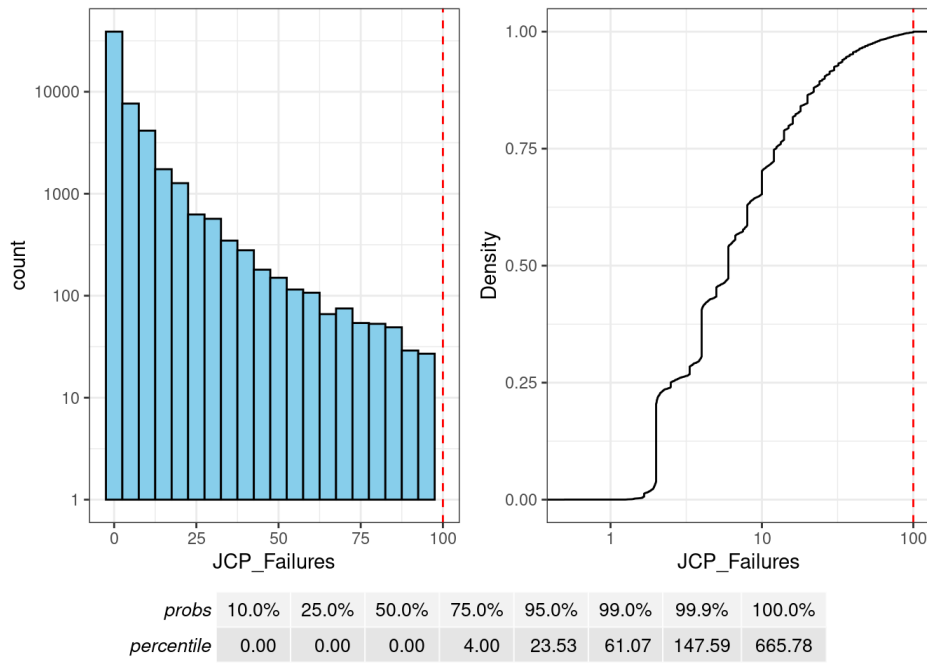 10000
1000
100
10
1
count
0 25 50 75 100
JCP_Failures
1.00
0.75
0.50
0.25
0.00
Density
1 10 100
JCP_Failures
probs 10.0% 25.0% 50.0% 75.0% 95.0% 99.0% 99.9% 100.0%
percentile 0.00 0.00 0.00 4.00 23.53 61.07 147.59 665.78